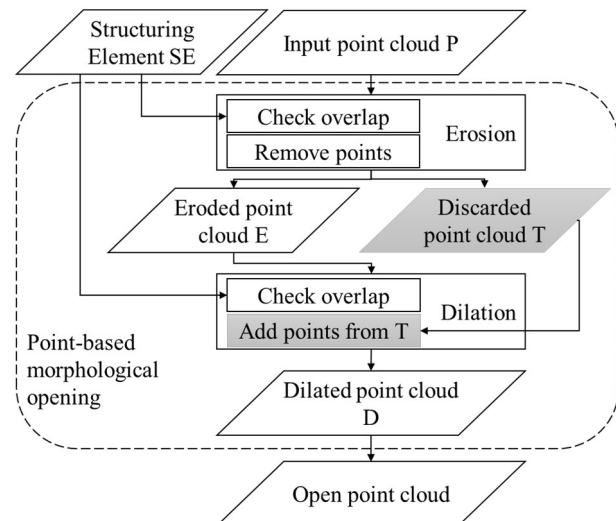 Structuring
Element SE
Input point cloud P
Check overlap
Remove points
Erosion
Eroded point
cloud E
Discarded
point cloud T
Check overlap
Add points from T
Dilation
Point-based
morphological
opening
Dilated point cloud
D
Open point cloud